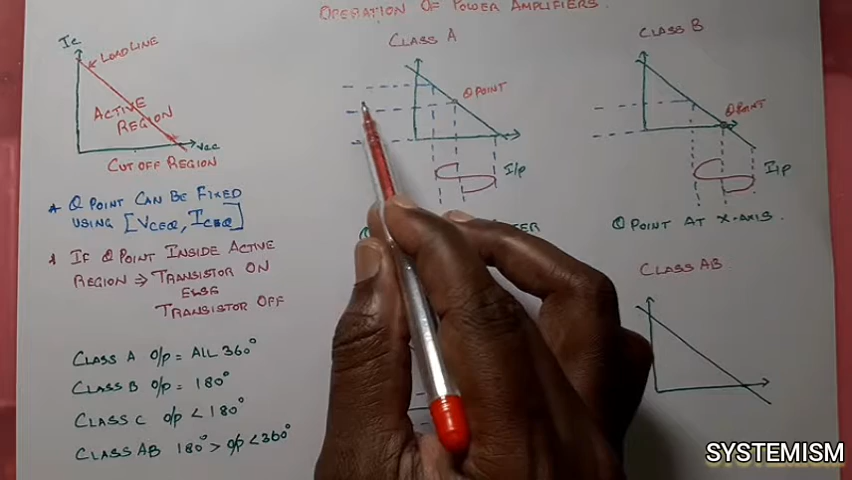 OPERATION OF POWER AMPLIFIERS.
IC
LOADLINE
ACTIVE
REGION
VCC
CUT OFF REGION
* Q POINT CAN BE FIXED
USING [VCEQ, ICEQ]
* IF Q POINT INSIDE ACTIVE
REGION ⇒ TRANSISTOR ON
ELSE
TRANSISTOR OFF
CLASS A O/P = ALL 360°
CLASS B O/P = 180°
CLASS C O/P < 180°
CLASS AB 180° > O/P < 360°
CLASS A
Q POINT
I/P
CLASS B
Q POINT
I/P
Q POINT AT X-AXIS.
CLASS AB
SYSTEMISM